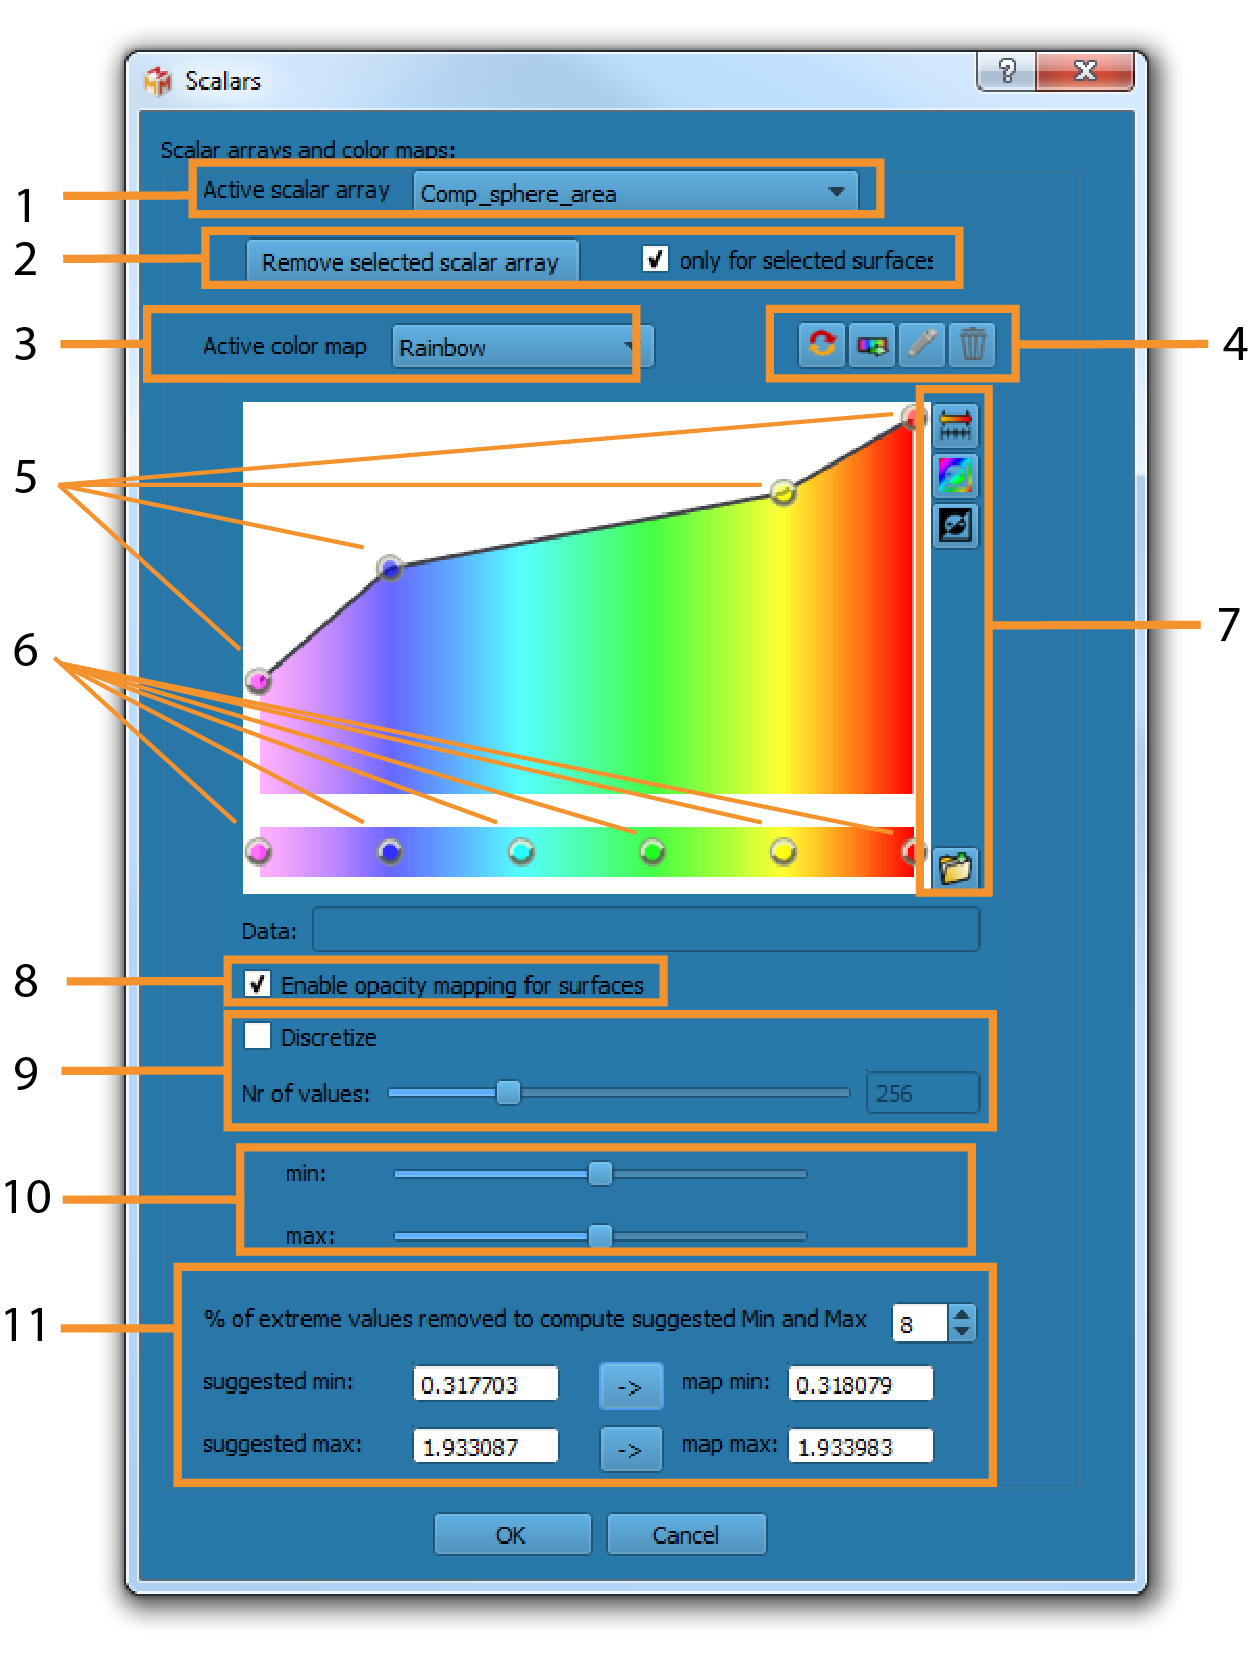 Scalars
Scalar arrays and color maps:
1
Active scalar array
Comp_sphere_area
2
Remove selected scalar array
only for selected surfaces
3
Active color map
Rainbow
4
5
6
7
Data:
8
Enable opacity mapping for surfaces
Discretize
9
Nr of values:
256
min:
10
max:
11
% of extreme values removed to compute suggested Min and Max
8
suggested min:
0.317703
->
map min:
0.318079
suggested max:
1.933087
->
map max:
1.933983
OK
Cancel